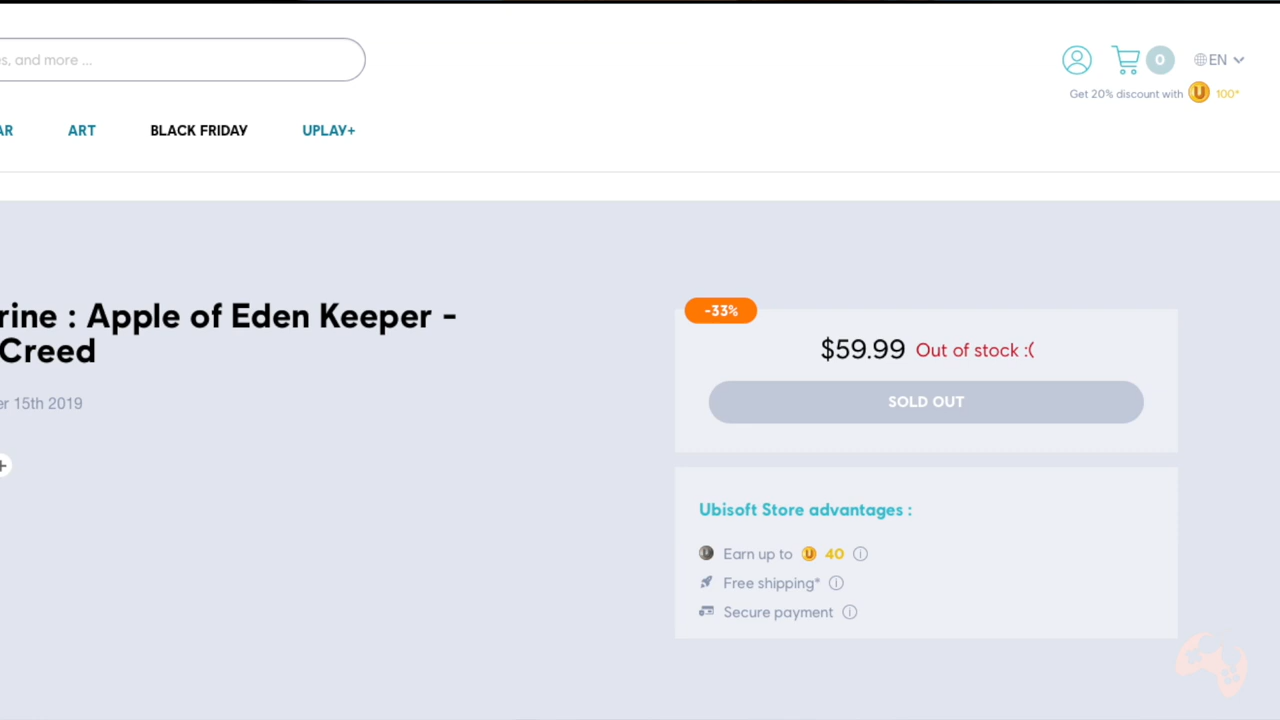 s, and more ...
0
EN
Get 20% discount with U 100*
AR
ART
BLACK FRIDAY
UPLAY+
rine : Apple of Eden Keeper -
Creed
er 15th 2019
+
-33%
$59.99 Out of stock :(
SOLD OUT
Ubisoft Store advantages :
Earn up to U 40
Free shipping*
Secure payment